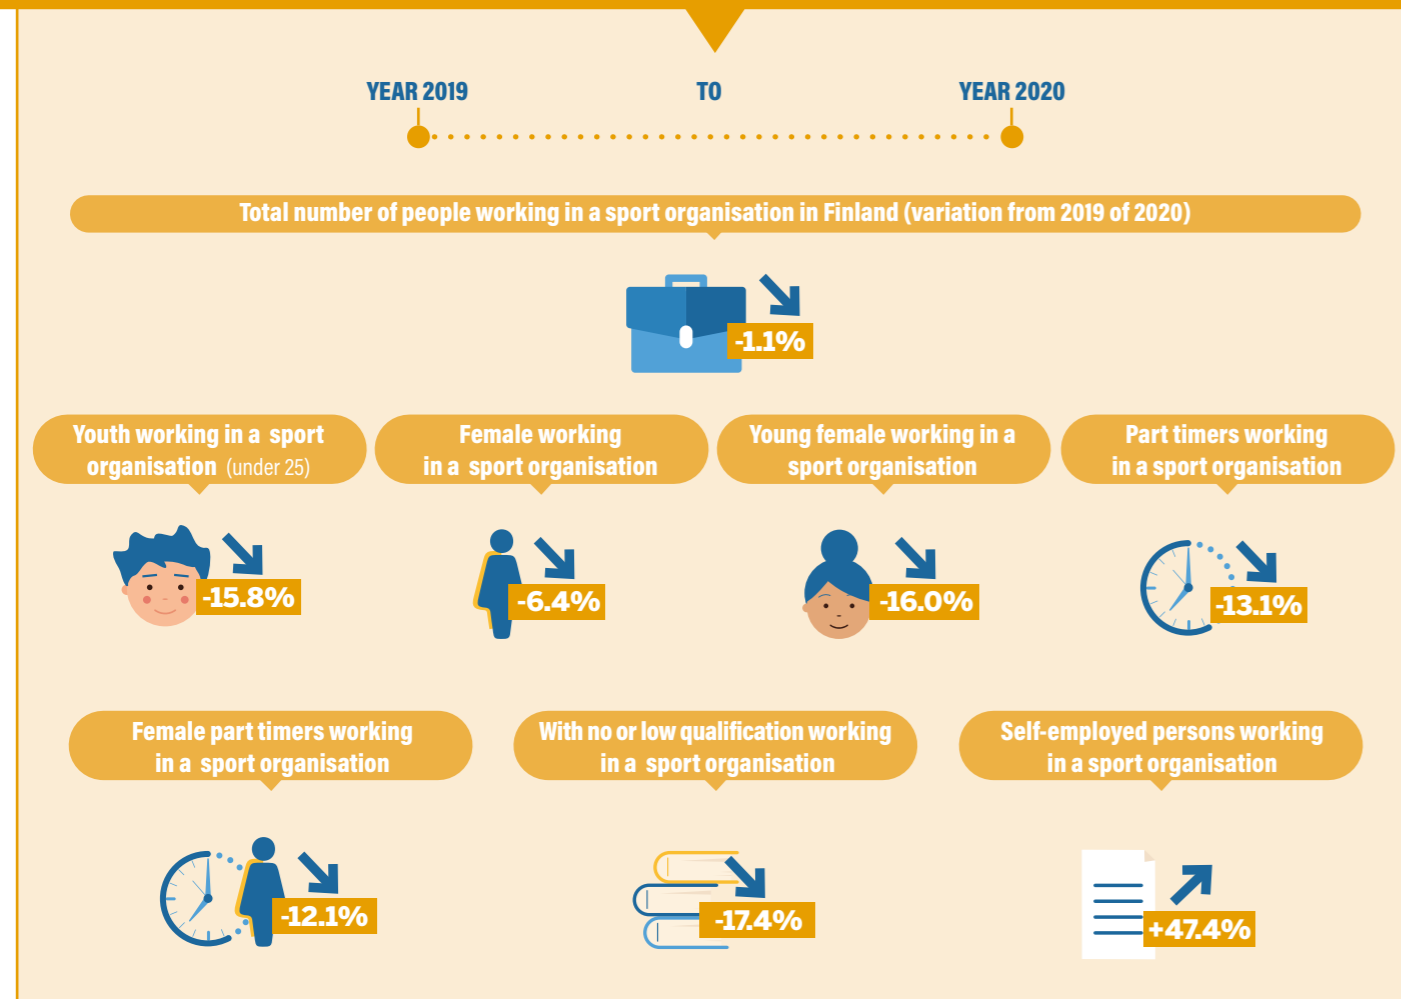 YEAR 2019 TO YEAR 2020
Total number of people working in a sport organisation in Finland (variation from 2019 of 2020)
-1.1%
Youth working in a sport
organisation (under 25)
Female working
in a sport organisation
Young female working in a
sport organisation
Part timers working
in a sport organisation
-15.8%
-6.4%
-16.0%
-13.1%
Female part timers working
in a sport organisation
With no or low qualification working
in a sport organisation
Self-employed persons working
in a sport organisation
-12.1%
-17.4%
+47.4%